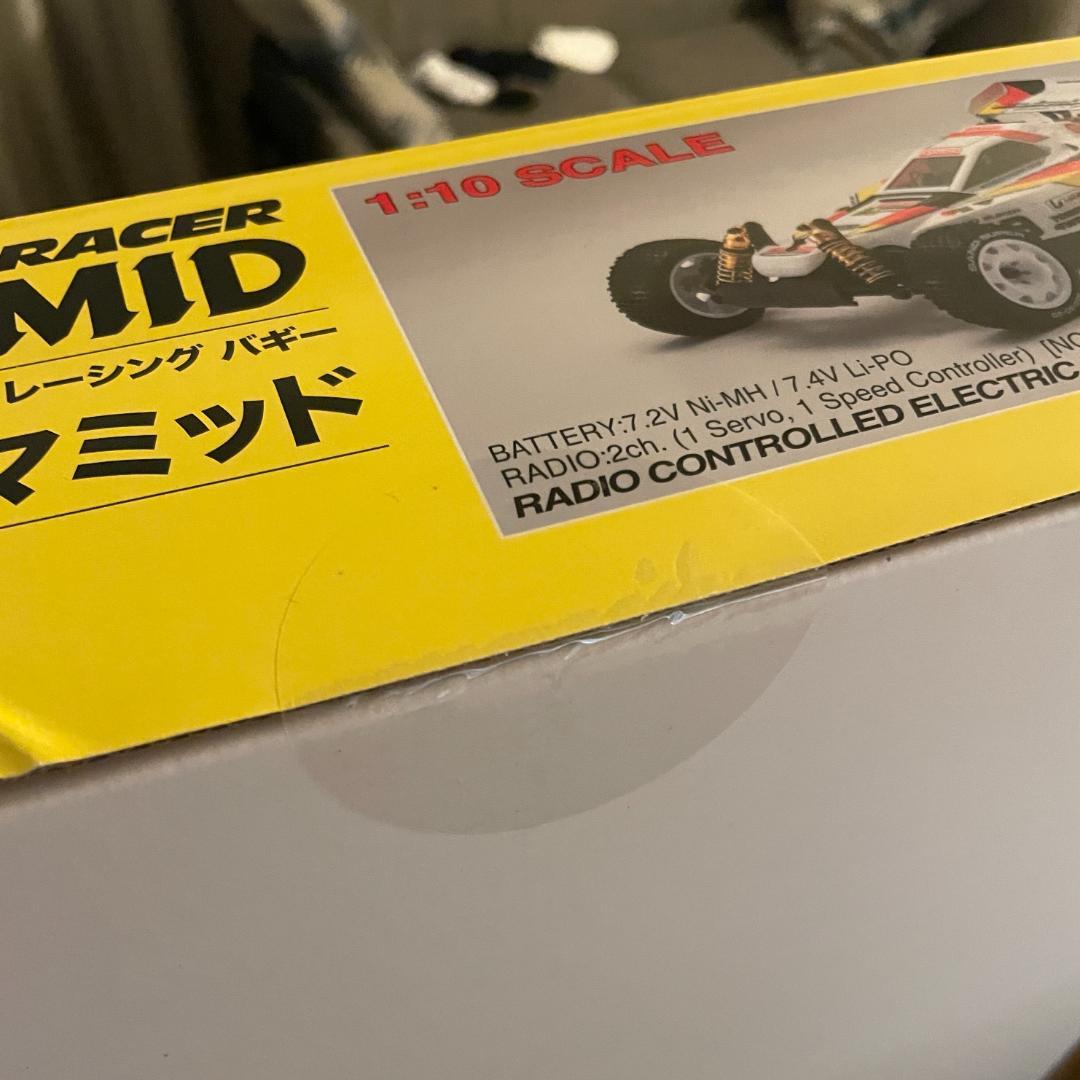 RACER
MID
レーシング バギー
マミッド
1:10 SCALE
BATTERY:7.2V Ni-MH / 7.4V Li-PO
RADIO:2ch. (1 Servo, 1 Speed Controller) [NO
RADIO CONTROLLED ELECTRIC